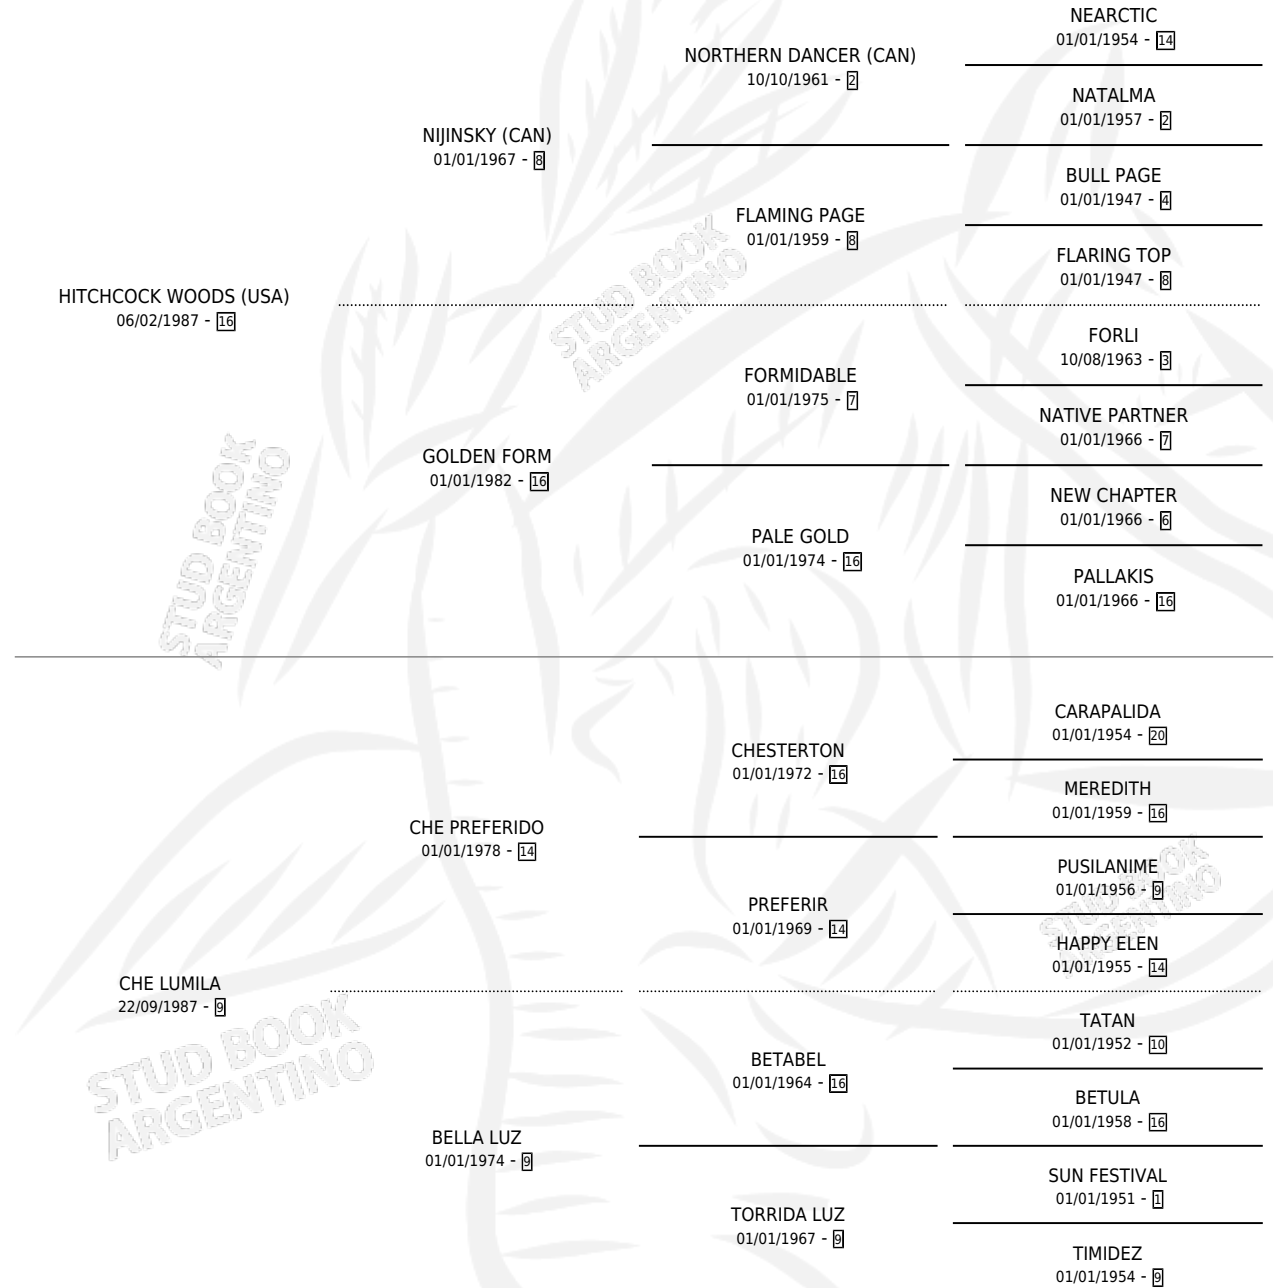 NEARCTIC
01/01/1954 - 14
NORTHERN DANCER (CAN)
10/10/1961 - 2
NATALMA
01/01/1957 - 2
NIJINSKY (CAN)
01/01/1967 - 8
BULL PAGE
01/01/1947 - 4
FLAMING PAGE
01/01/1959 - 8
FLARING TOP
01/01/1947 - 8
HITCHCOCK WOODS (USA)
06/02/1987 - 16
FORLI
10/08/1963 - 3
FORMIDABLE
01/01/1975 - 7
NATIVE PARTNER
01/01/1966 - 7
GOLDEN FORM
01/01/1982 - 16
NEW CHAPTER
01/01/1966 - 6
PALE GOLD
01/01/1974 - 16
PALLAKIS
01/01/1966 - 16
CARAPALIDA
01/01/1954 - 20
CHESTERTON
01/01/1972 - 16
MEREDITH
01/01/1959 - 16
CHE PREFERIDO
01/01/1978 - 14
PUSILANIME
01/01/1956 - 9
PREFERIR
01/01/1969 - 14
HAPPY ELEN
01/01/1955 - 14
CHE LUMILA
22/09/1987 - 9
TATAN
01/01/1952 - 10
BETABEL
01/01/1964 - 16
BETULA
01/01/1958 - 16
BELLA LUZ
01/01/1974 - 9
SUN FESTIVAL
01/01/1951 - 1
TORRIDA LUZ
01/01/1967 - 9
TIMIDEZ
01/01/1954 - 9
STUD BOOK
ARGENTINO
STUD BOOK
ARGENTINO
STUD BOOK
ARGENTINO
STUD BOOK
ARGENTINO